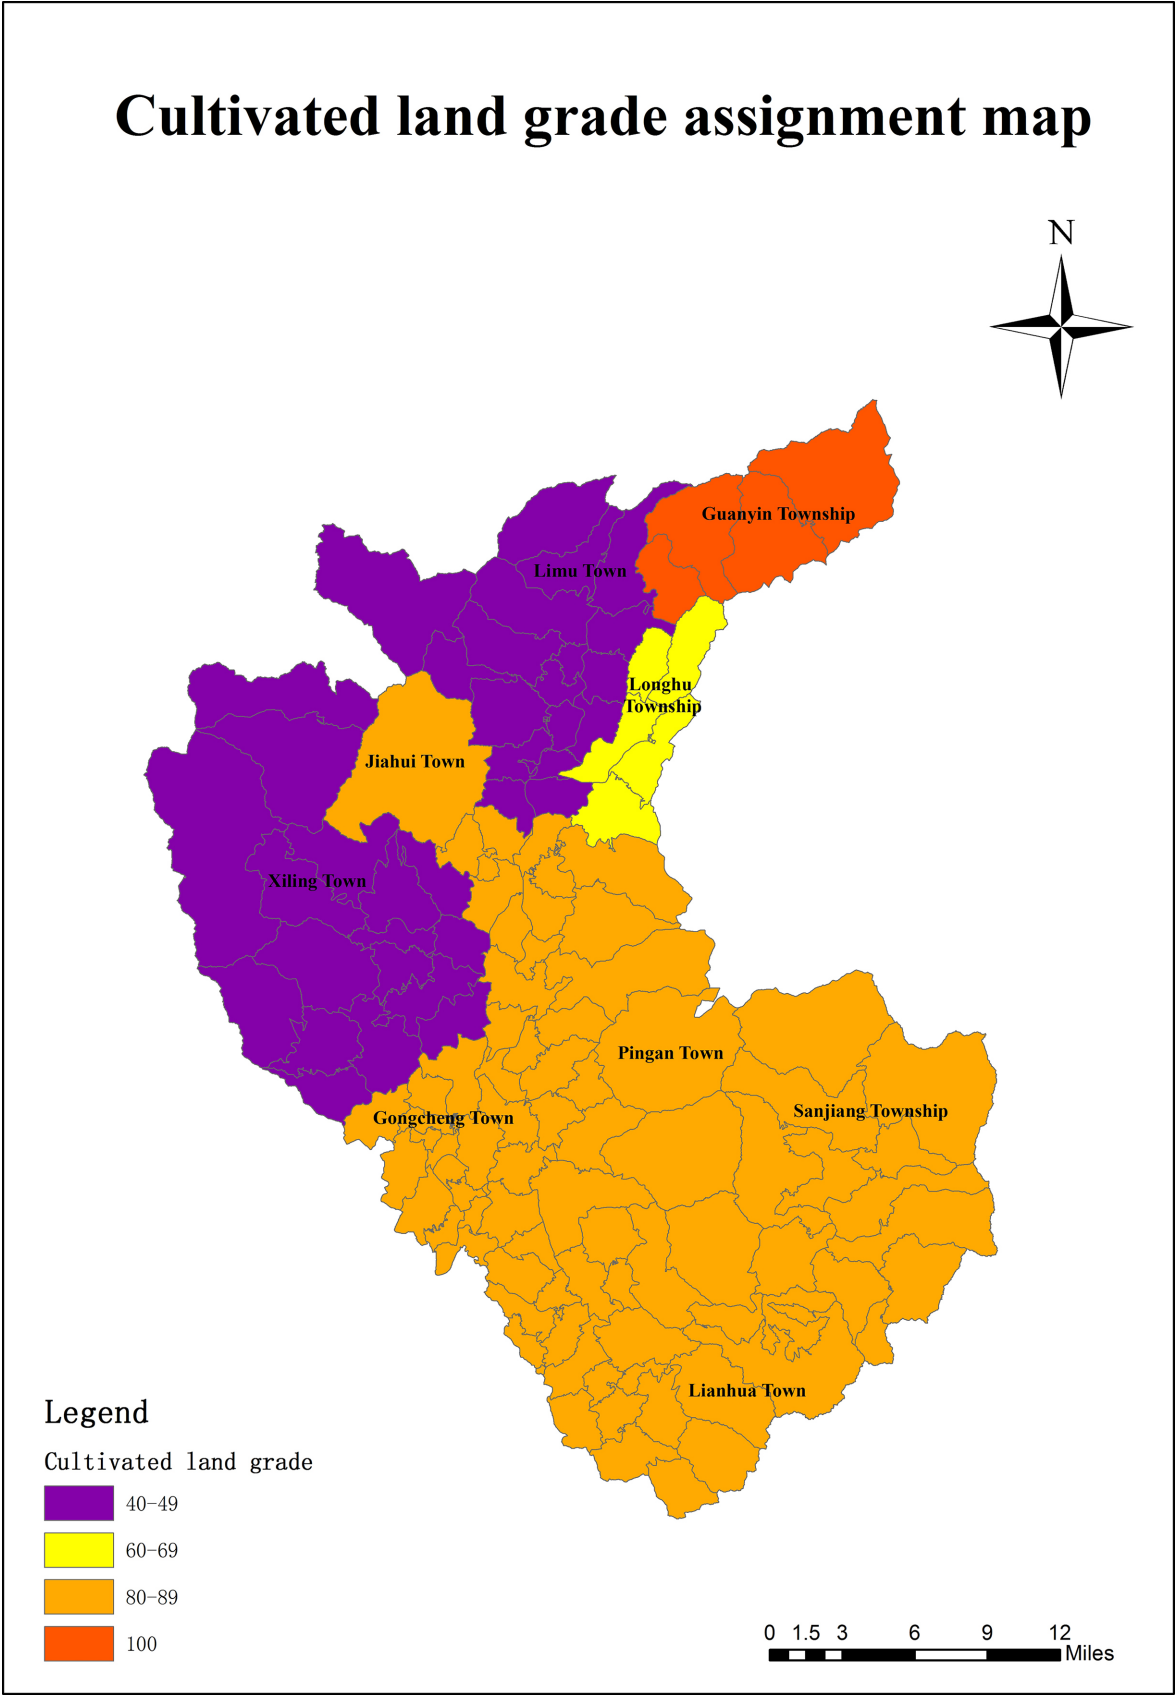 Cultivated land grade assignment map
N
Guanyin Township
Limu Town
Longhu
Township
Jiahui Town
Xiling Town
Pingan Town
Sanjiang Township
Gongcheng Town
Lianhua Town
Legend
Cultivated land grade
40-49
60-69
80-89
100
0 1.5 3 6 9 12
Miles